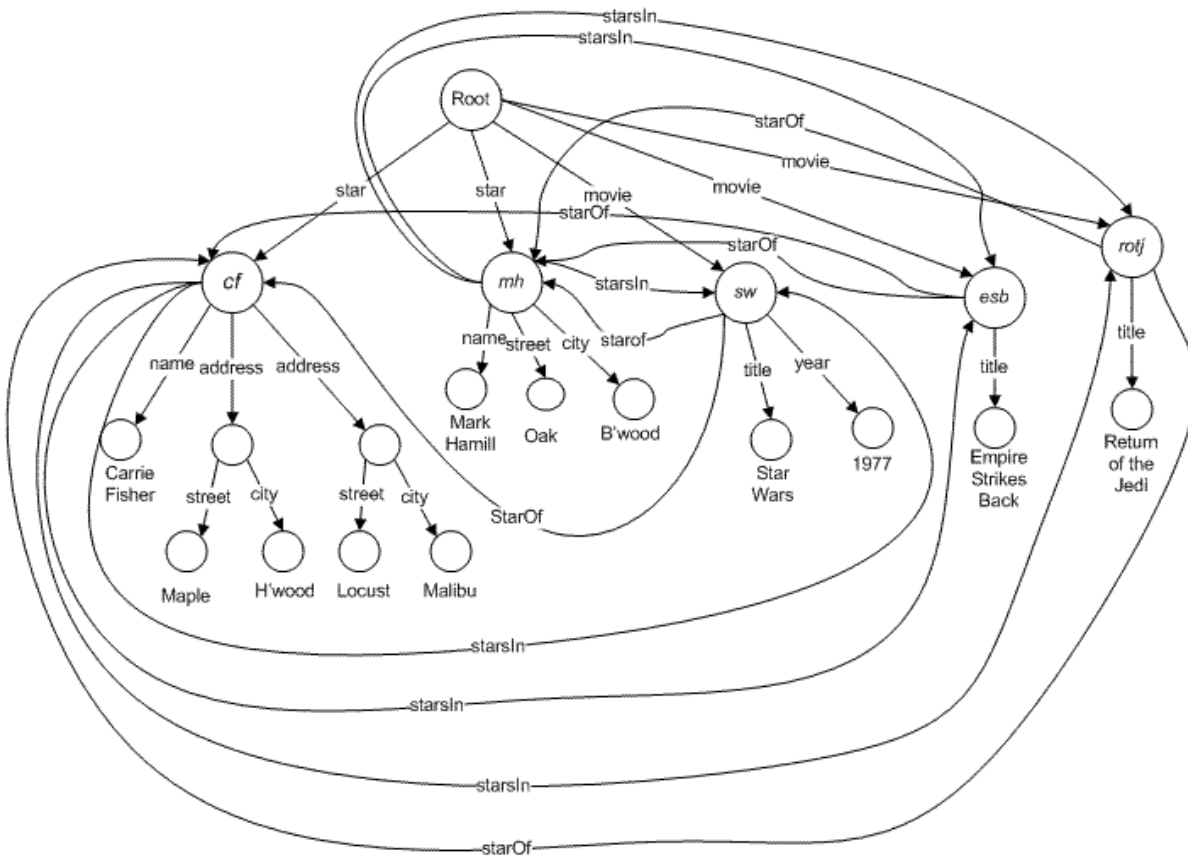 starsIn
starsIn
Root
starOf
movie
star
star
movie
movie
starOf
starOf
cf
mh
starsIn
sw
esb
rotj
name
address
address
name
street
city
starof
title
year
title
title
Carrie
Fisher
Mark
Hamill
Oak
B'wood
Star
Wars
1977
Empire
Strikes
Back
Return
of the
Jedi
street
city
street
city
StarOf
Maple
H'wood
Locust
Malibu
starsIn
starsIn
starsIn
starOf